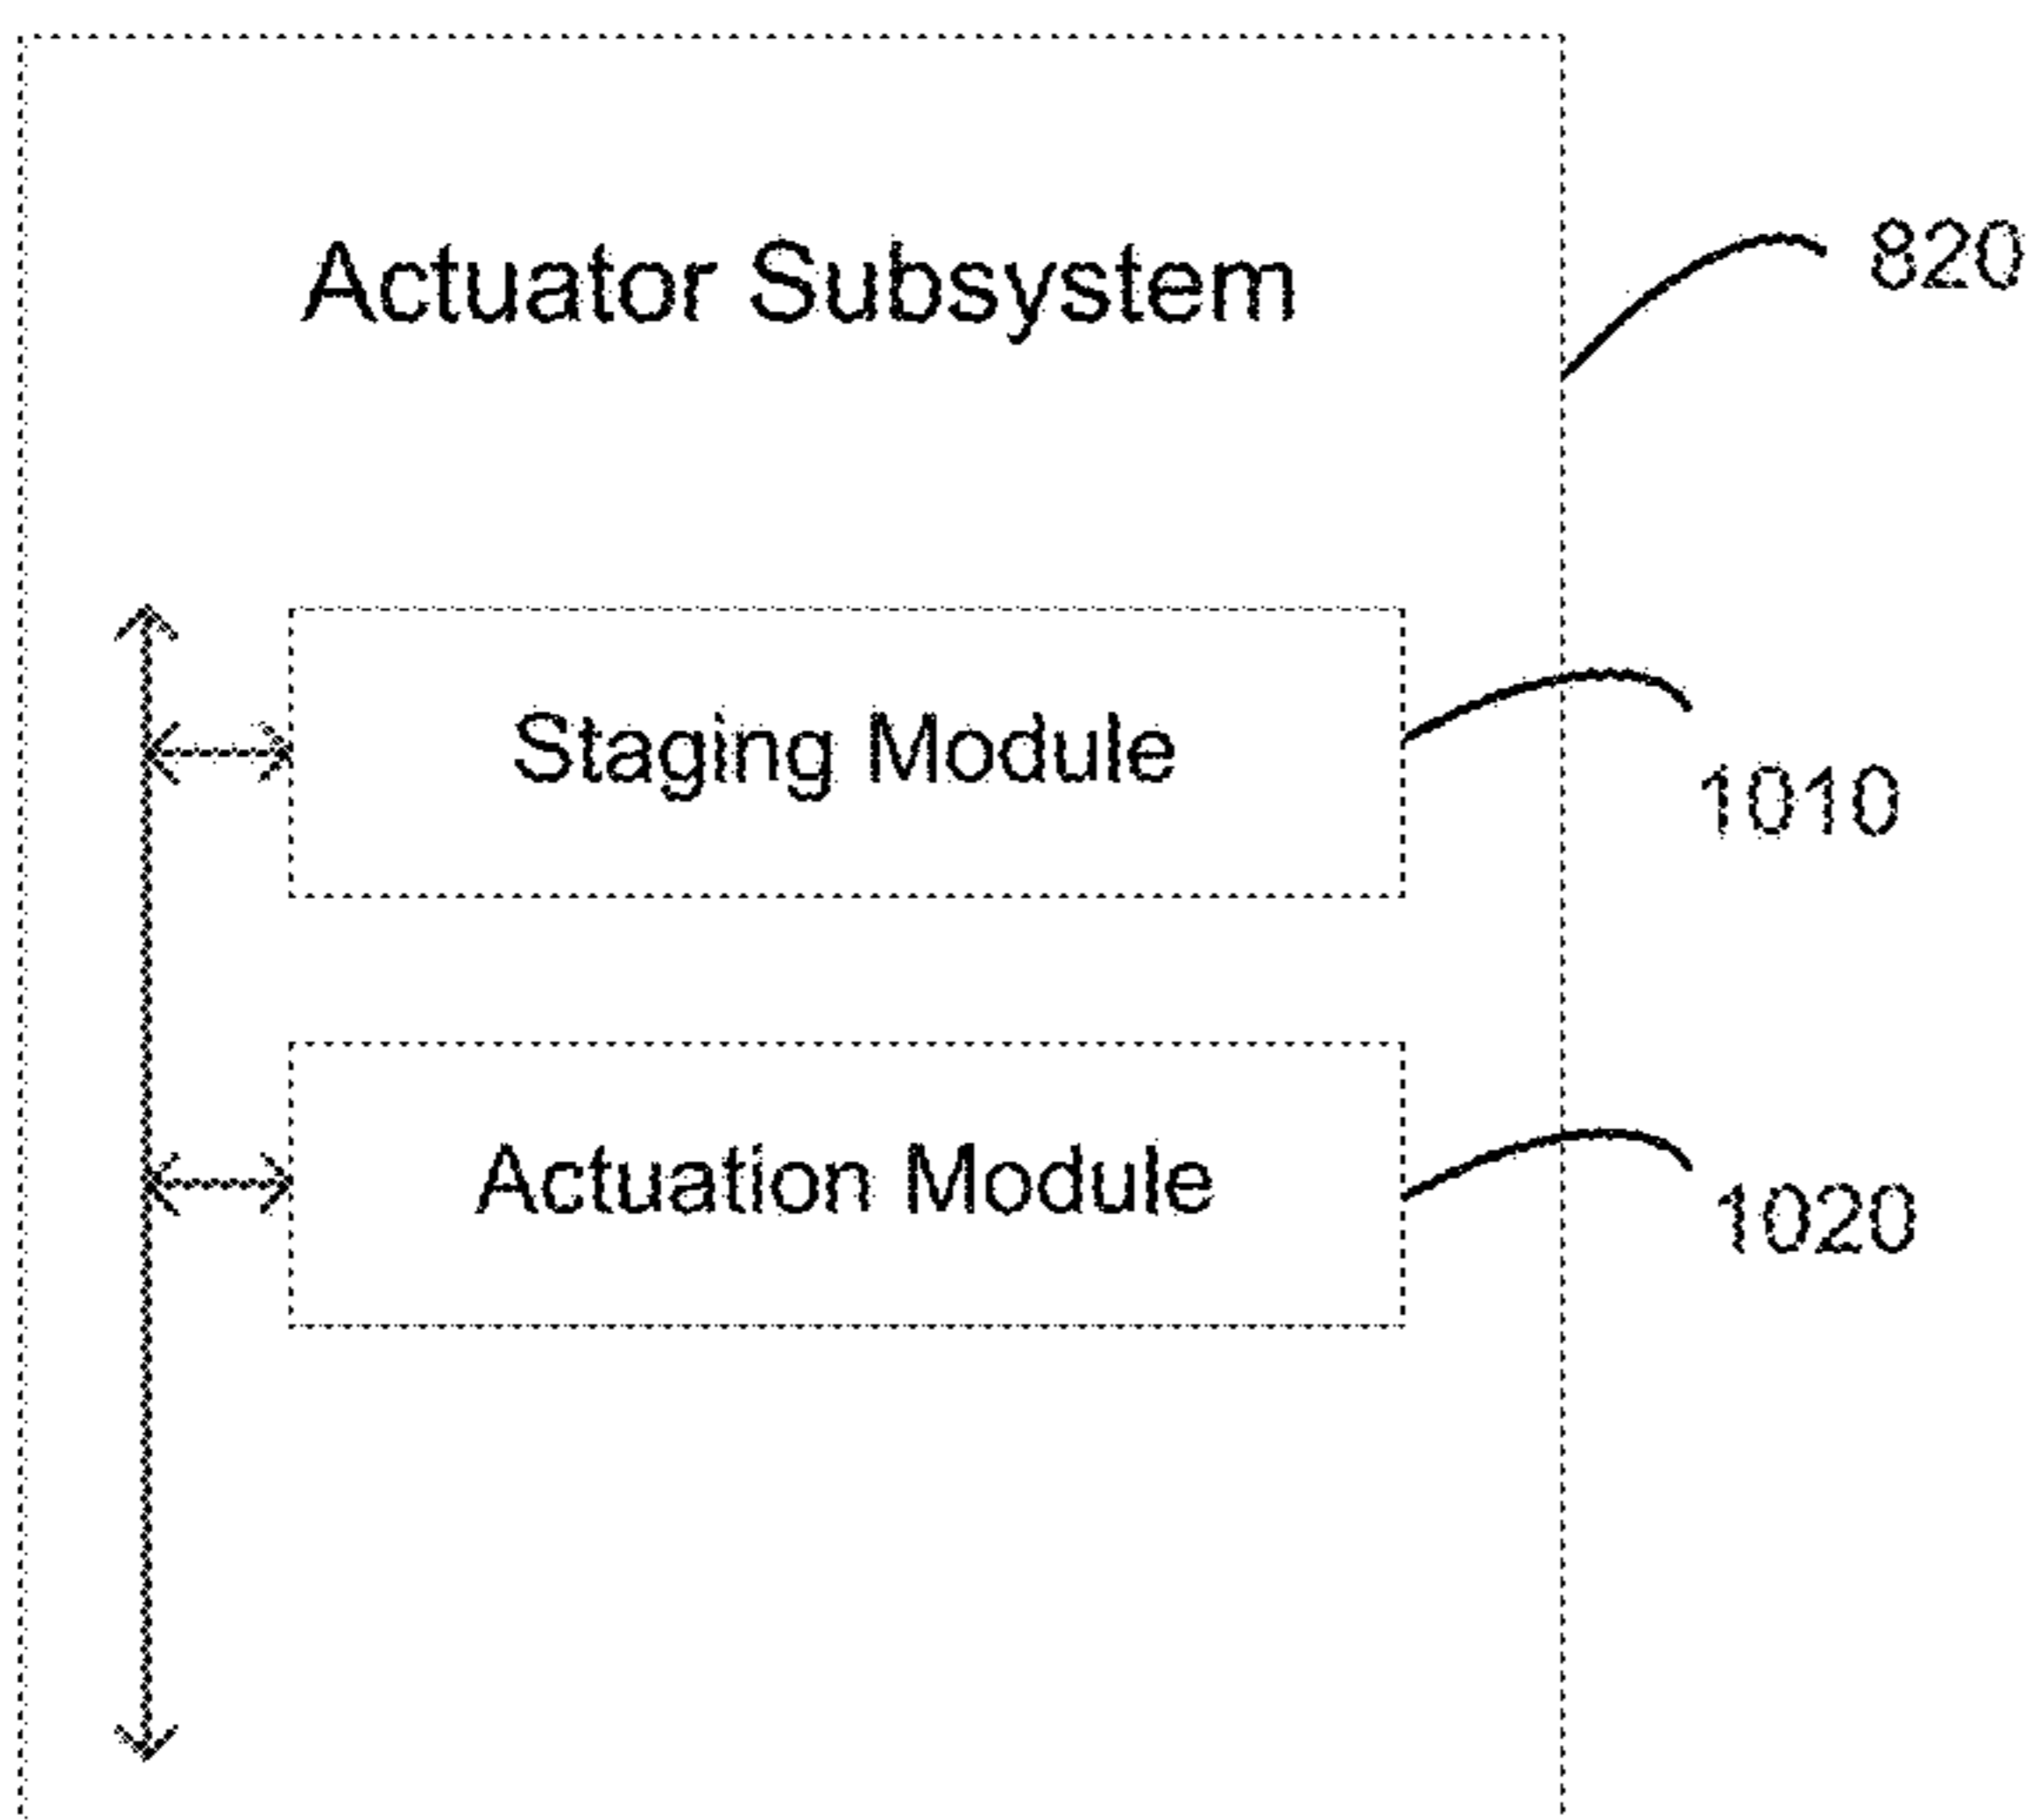 Actuator Subsystem
820
Staging Module
1010
Actuation Module
1020